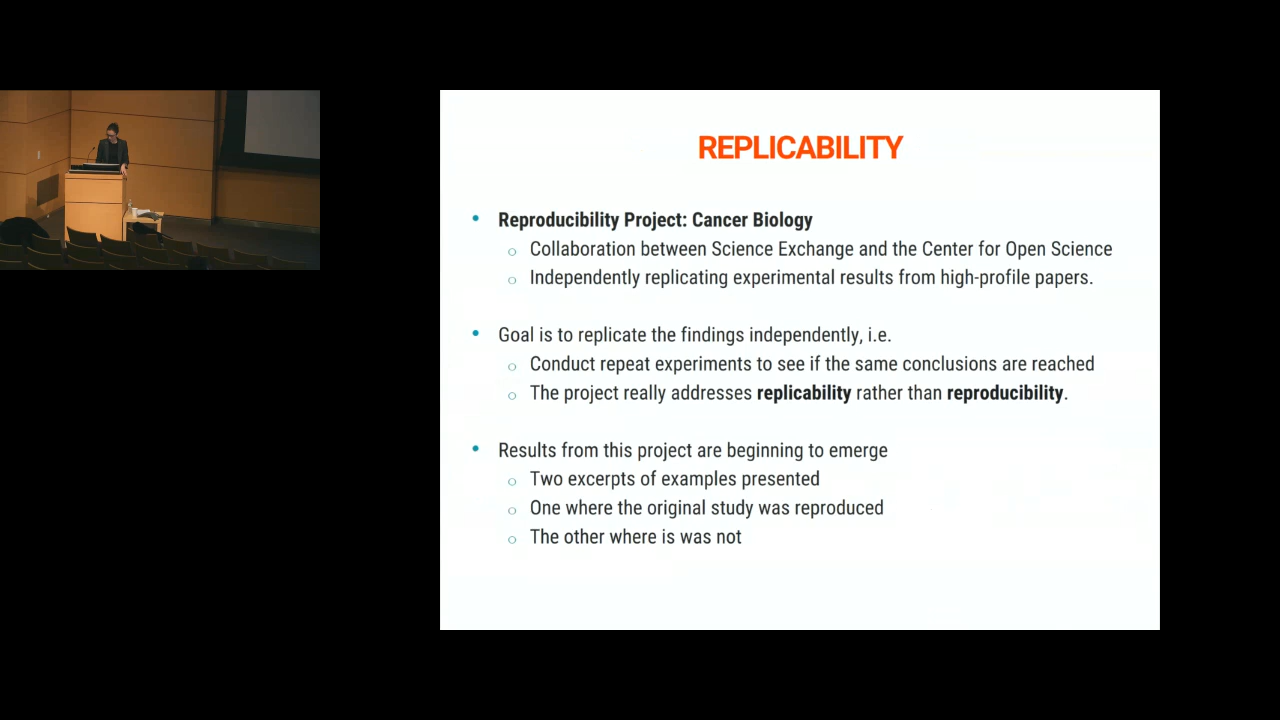 REPLICABILITY
• Reproducibility Project: Cancer Biology
○ Collaboration between Science Exchange and the Center for Open Science
○ Independently replicating experimental results from high-profile papers.
• Goal is to replicate the findings independently, i.e.
○ Conduct repeat experiments to see if the same conclusions are reached
○ The project really addresses replicability rather than reproducibility.
• Results from this project are beginning to emerge
○ Two excerpts of examples presented
○ One where the original study was reproduced
○ The other where is was not